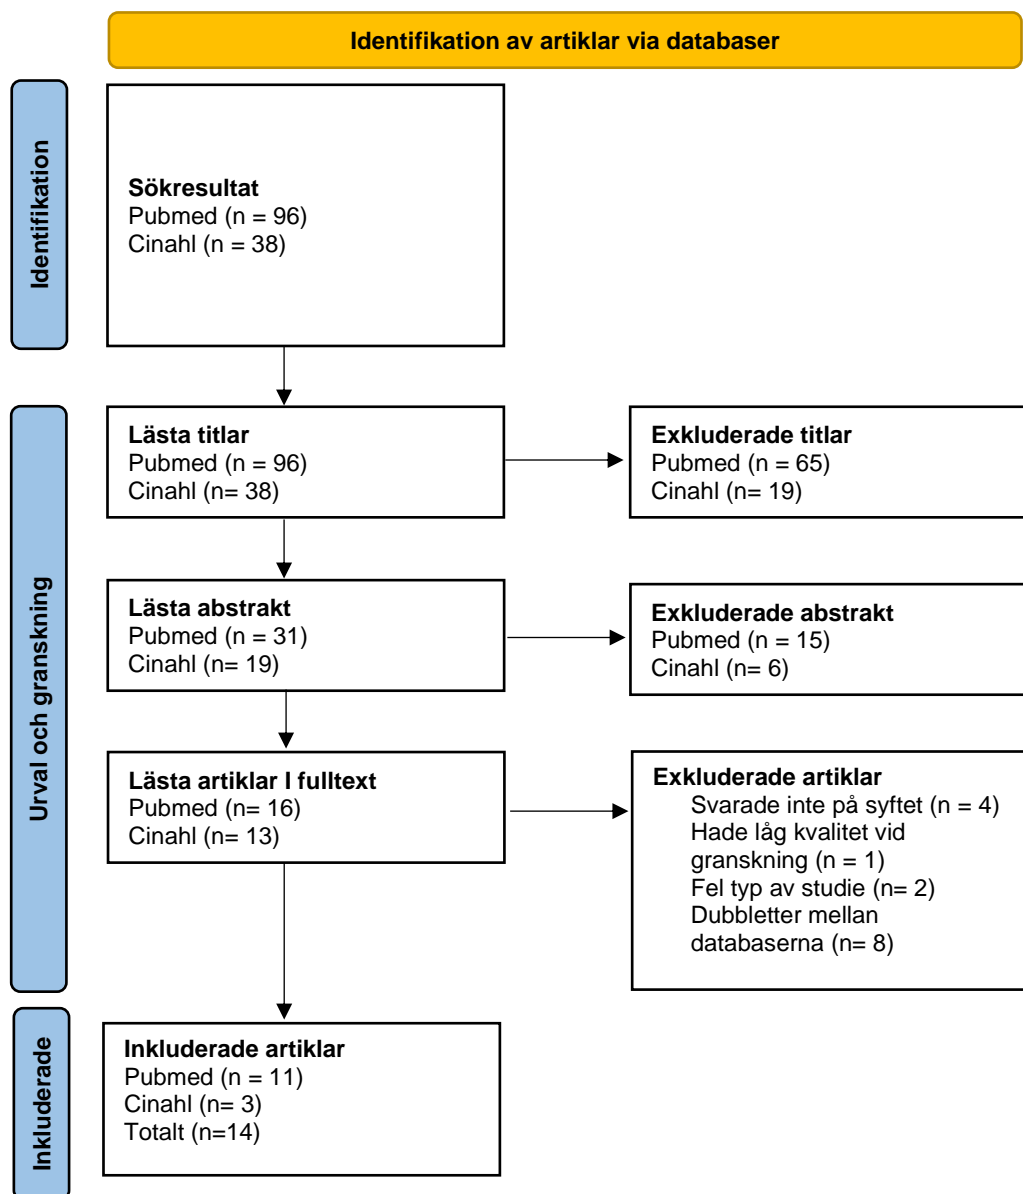 Identifikation av artiklar via databaser
Identifikation
Sökresultat
Pubmed (n = 96)
Cinahl (n = 38)
Urval och granskning
Lästa titlar
Pubmed (n = 96)
Cinahl (n= 38)
Exkluderade titlar
Pubmed (n = 65)
Cinahl (n= 19)
Lästa abstrakt
Pubmed (n = 31)
Cinahl (n= 19)
Exkluderade abstrakt
Pubmed (n = 15)
Cinahl (n= 6)
Lästa artiklar I fulltext
Pubmed (n= 16)
Cinahl (n= 13)
Exkluderade artiklar
Svarade inte på syftet (n = 4)
Hade låg kvalitet vid
granskning (n = 1)
Fel typ av studie (n= 2)
Dubbletter mellan
databaserna (n= 8)
Inkluderade
Inkluderade artiklar
Pubmed (n = 11)
Cinahl (n= 3)
Totalt (n=14)